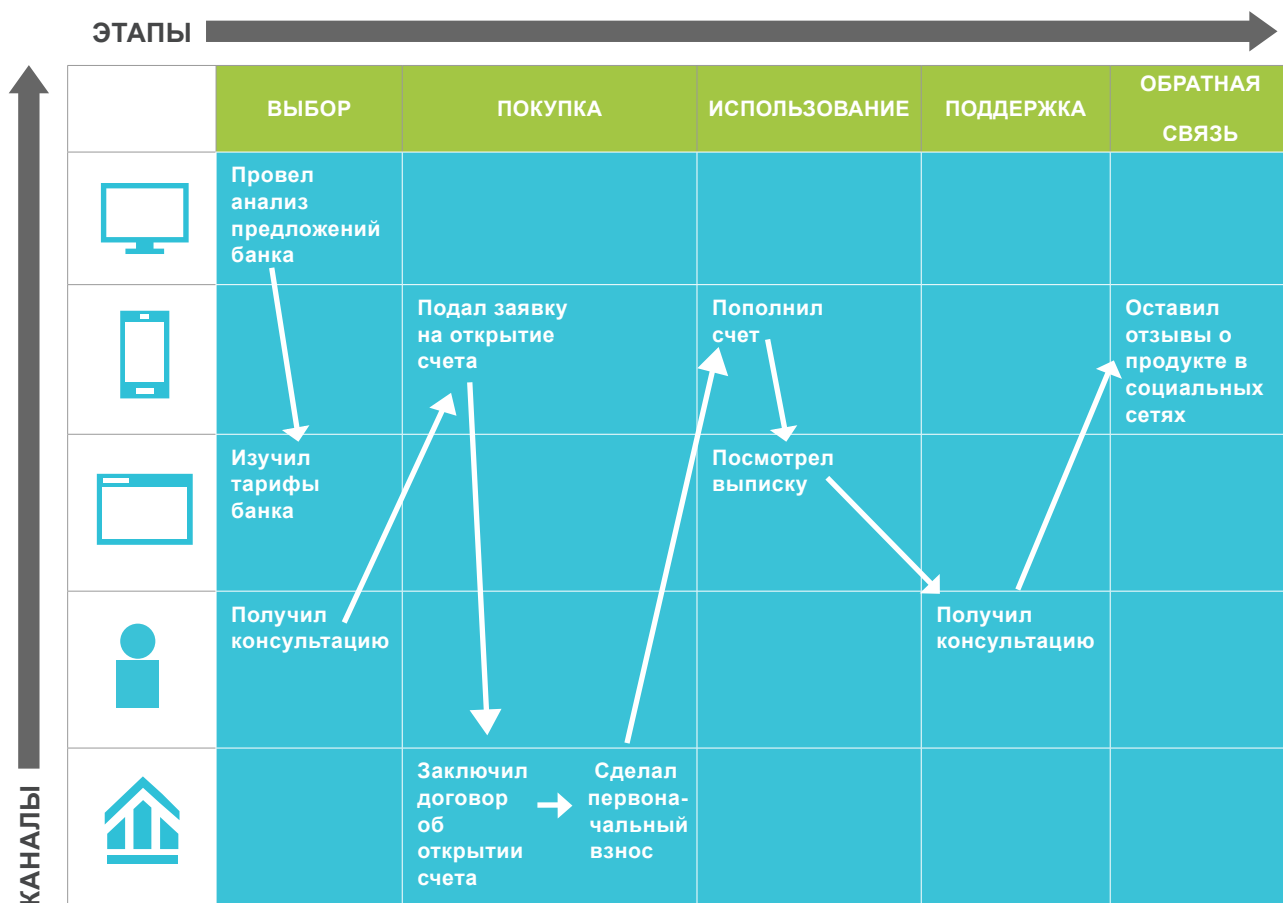 ЭТАПЫ
ВЫБОР
ПОКУПКА
ИСПОЛЬЗОВАНИЕ
ПОДДЕРЖКА
ОБРАТНАЯ
СВЯЗЬ
Провел
анализ
предложений
банка
Подал заявку
на открытие
счета
Пополнил
счет
Оставил
отзывы о
продукте в
социальных
сетях
Изучил
тарифы
банка
Посмотрел
выписку
Получил
консультацию
Получил
консультацию
Заключил
договор
об
открытии
счета
Сделал
первона-
чальный
взнос
КАНАЛЫ